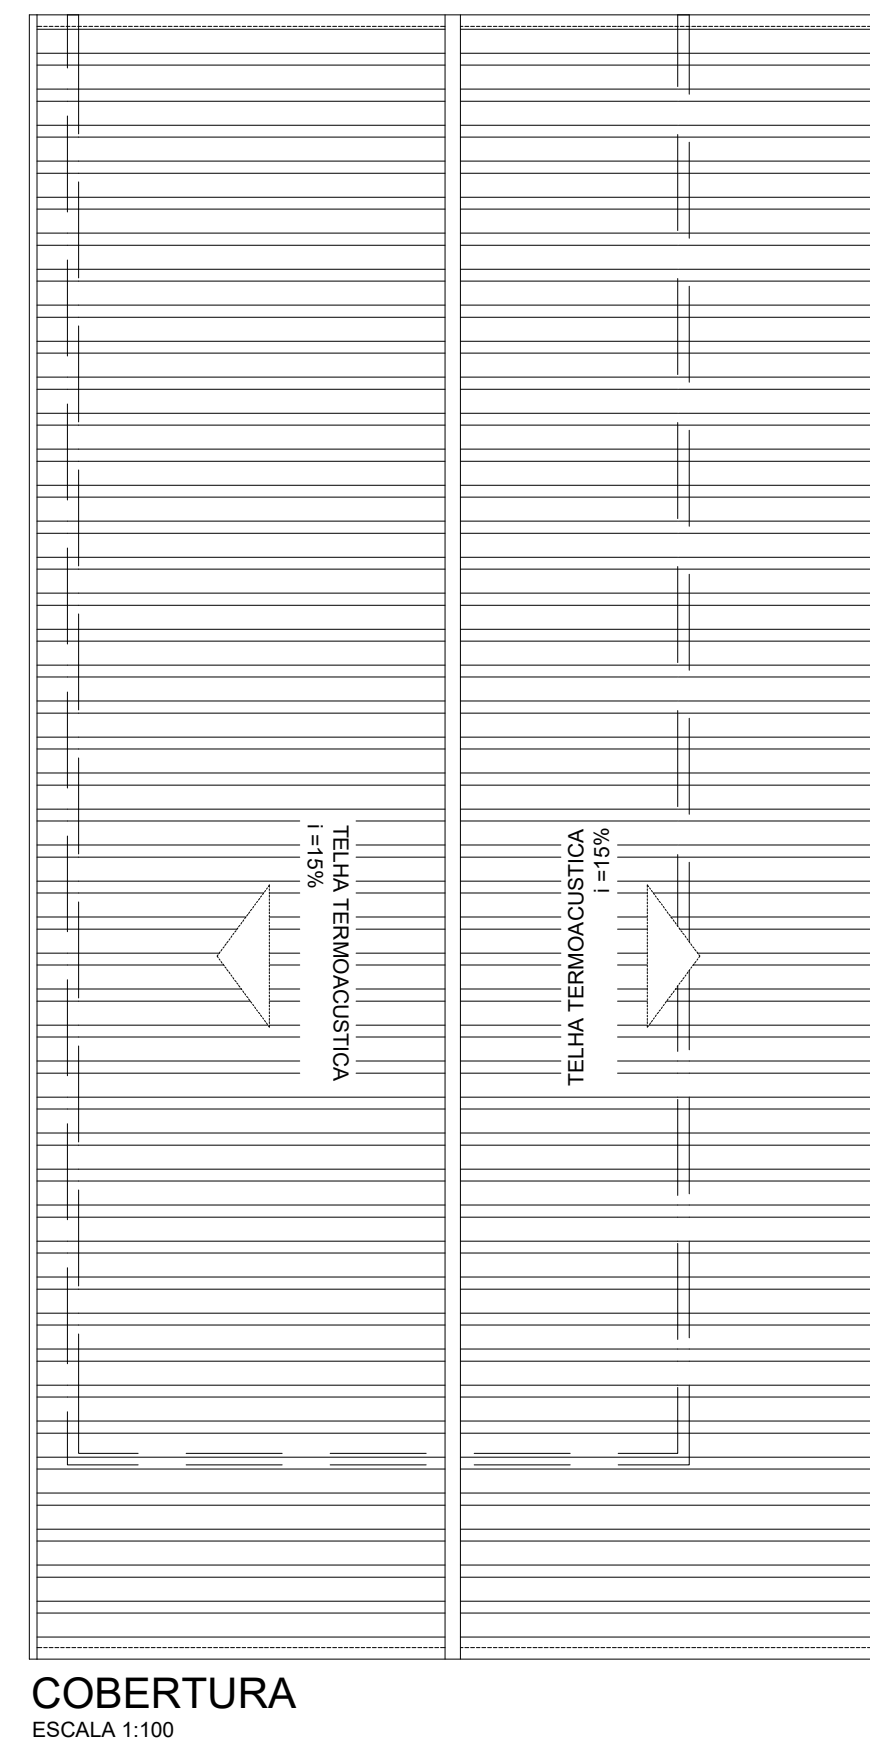 TELHA TERMOACUSTICA
i =15%
TELHA TERMOACUSTICA
i =15%
COBERTURA
ESCALA 1:100